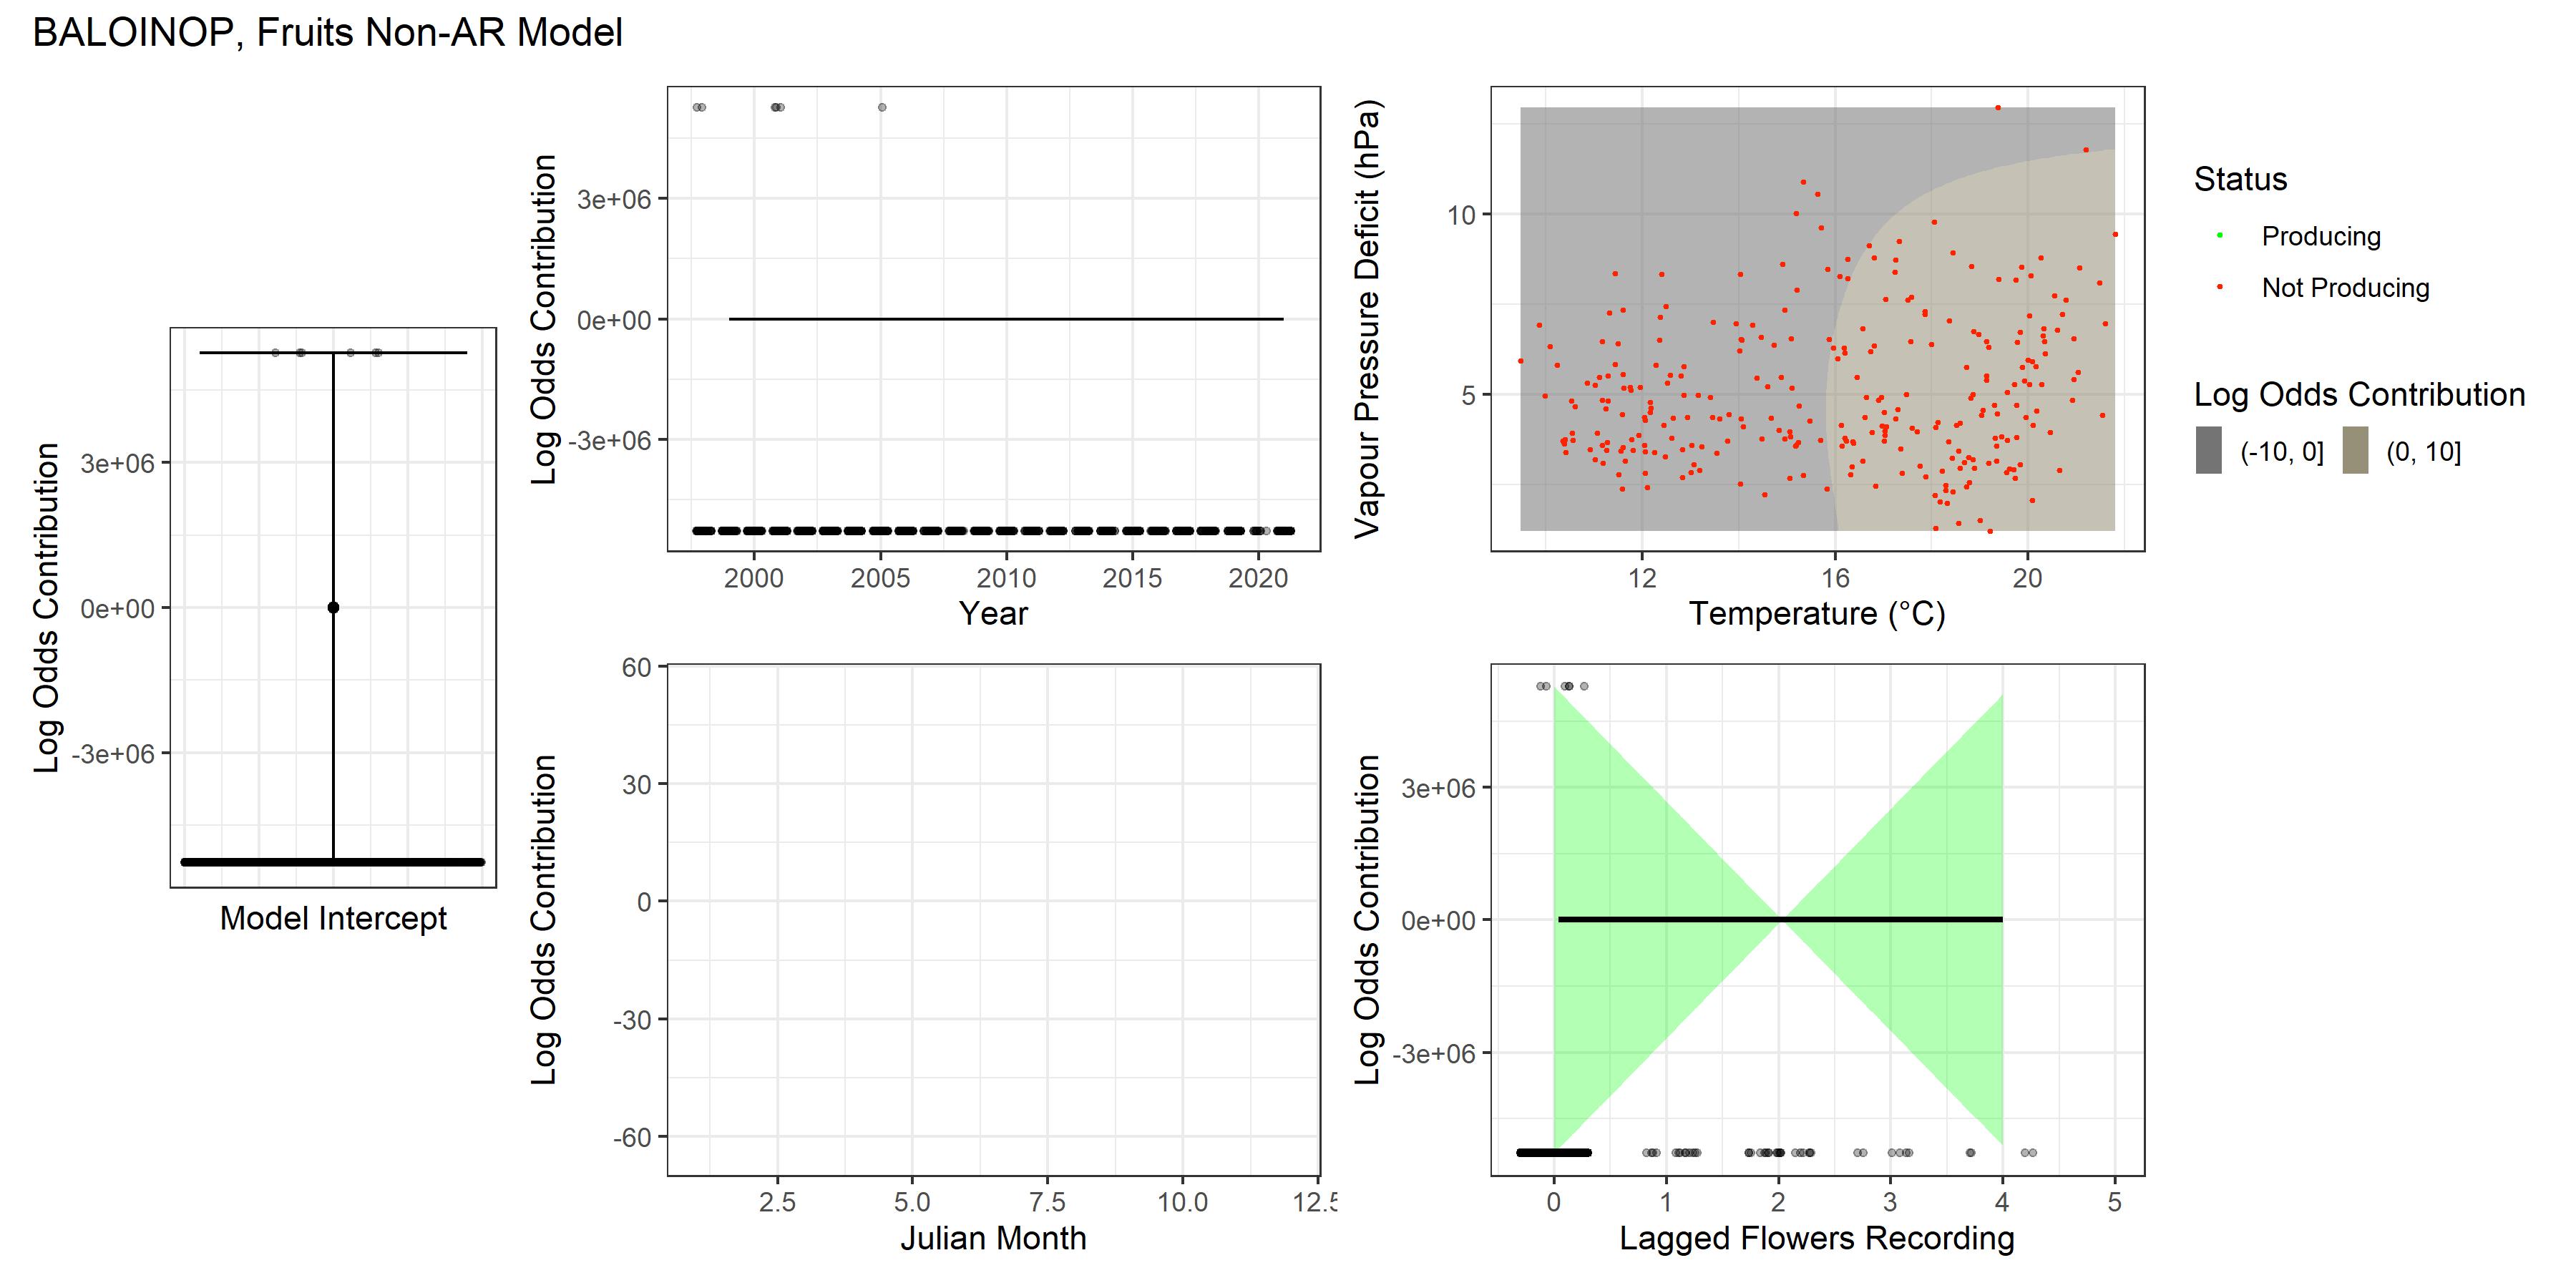 BALOINOP, Fruits Non-AR Model
Log Odds Contribution
3e+06
0e+00
-3e+06
Model Intercept
Log Odds Contribution
3e+06
0e+00
-3e+06
2000 2005 2010 2015 2020
Year
Vapour Pressure Deficit (hPa)
10
5
12 16 20
Temperature (°C)
Status
Producing
Not Producing
Log Odds Contribution
(-10, 0] (0, 10]
Log Odds Contribution
60
30
0
-30
-60
2.5 5.0 7.5 10.0 12.5
Julian Month
Log Odds Contribution
3e+06
0e+00
-3e+06
0 1 2 3 4 5
Lagged Flowers Recording